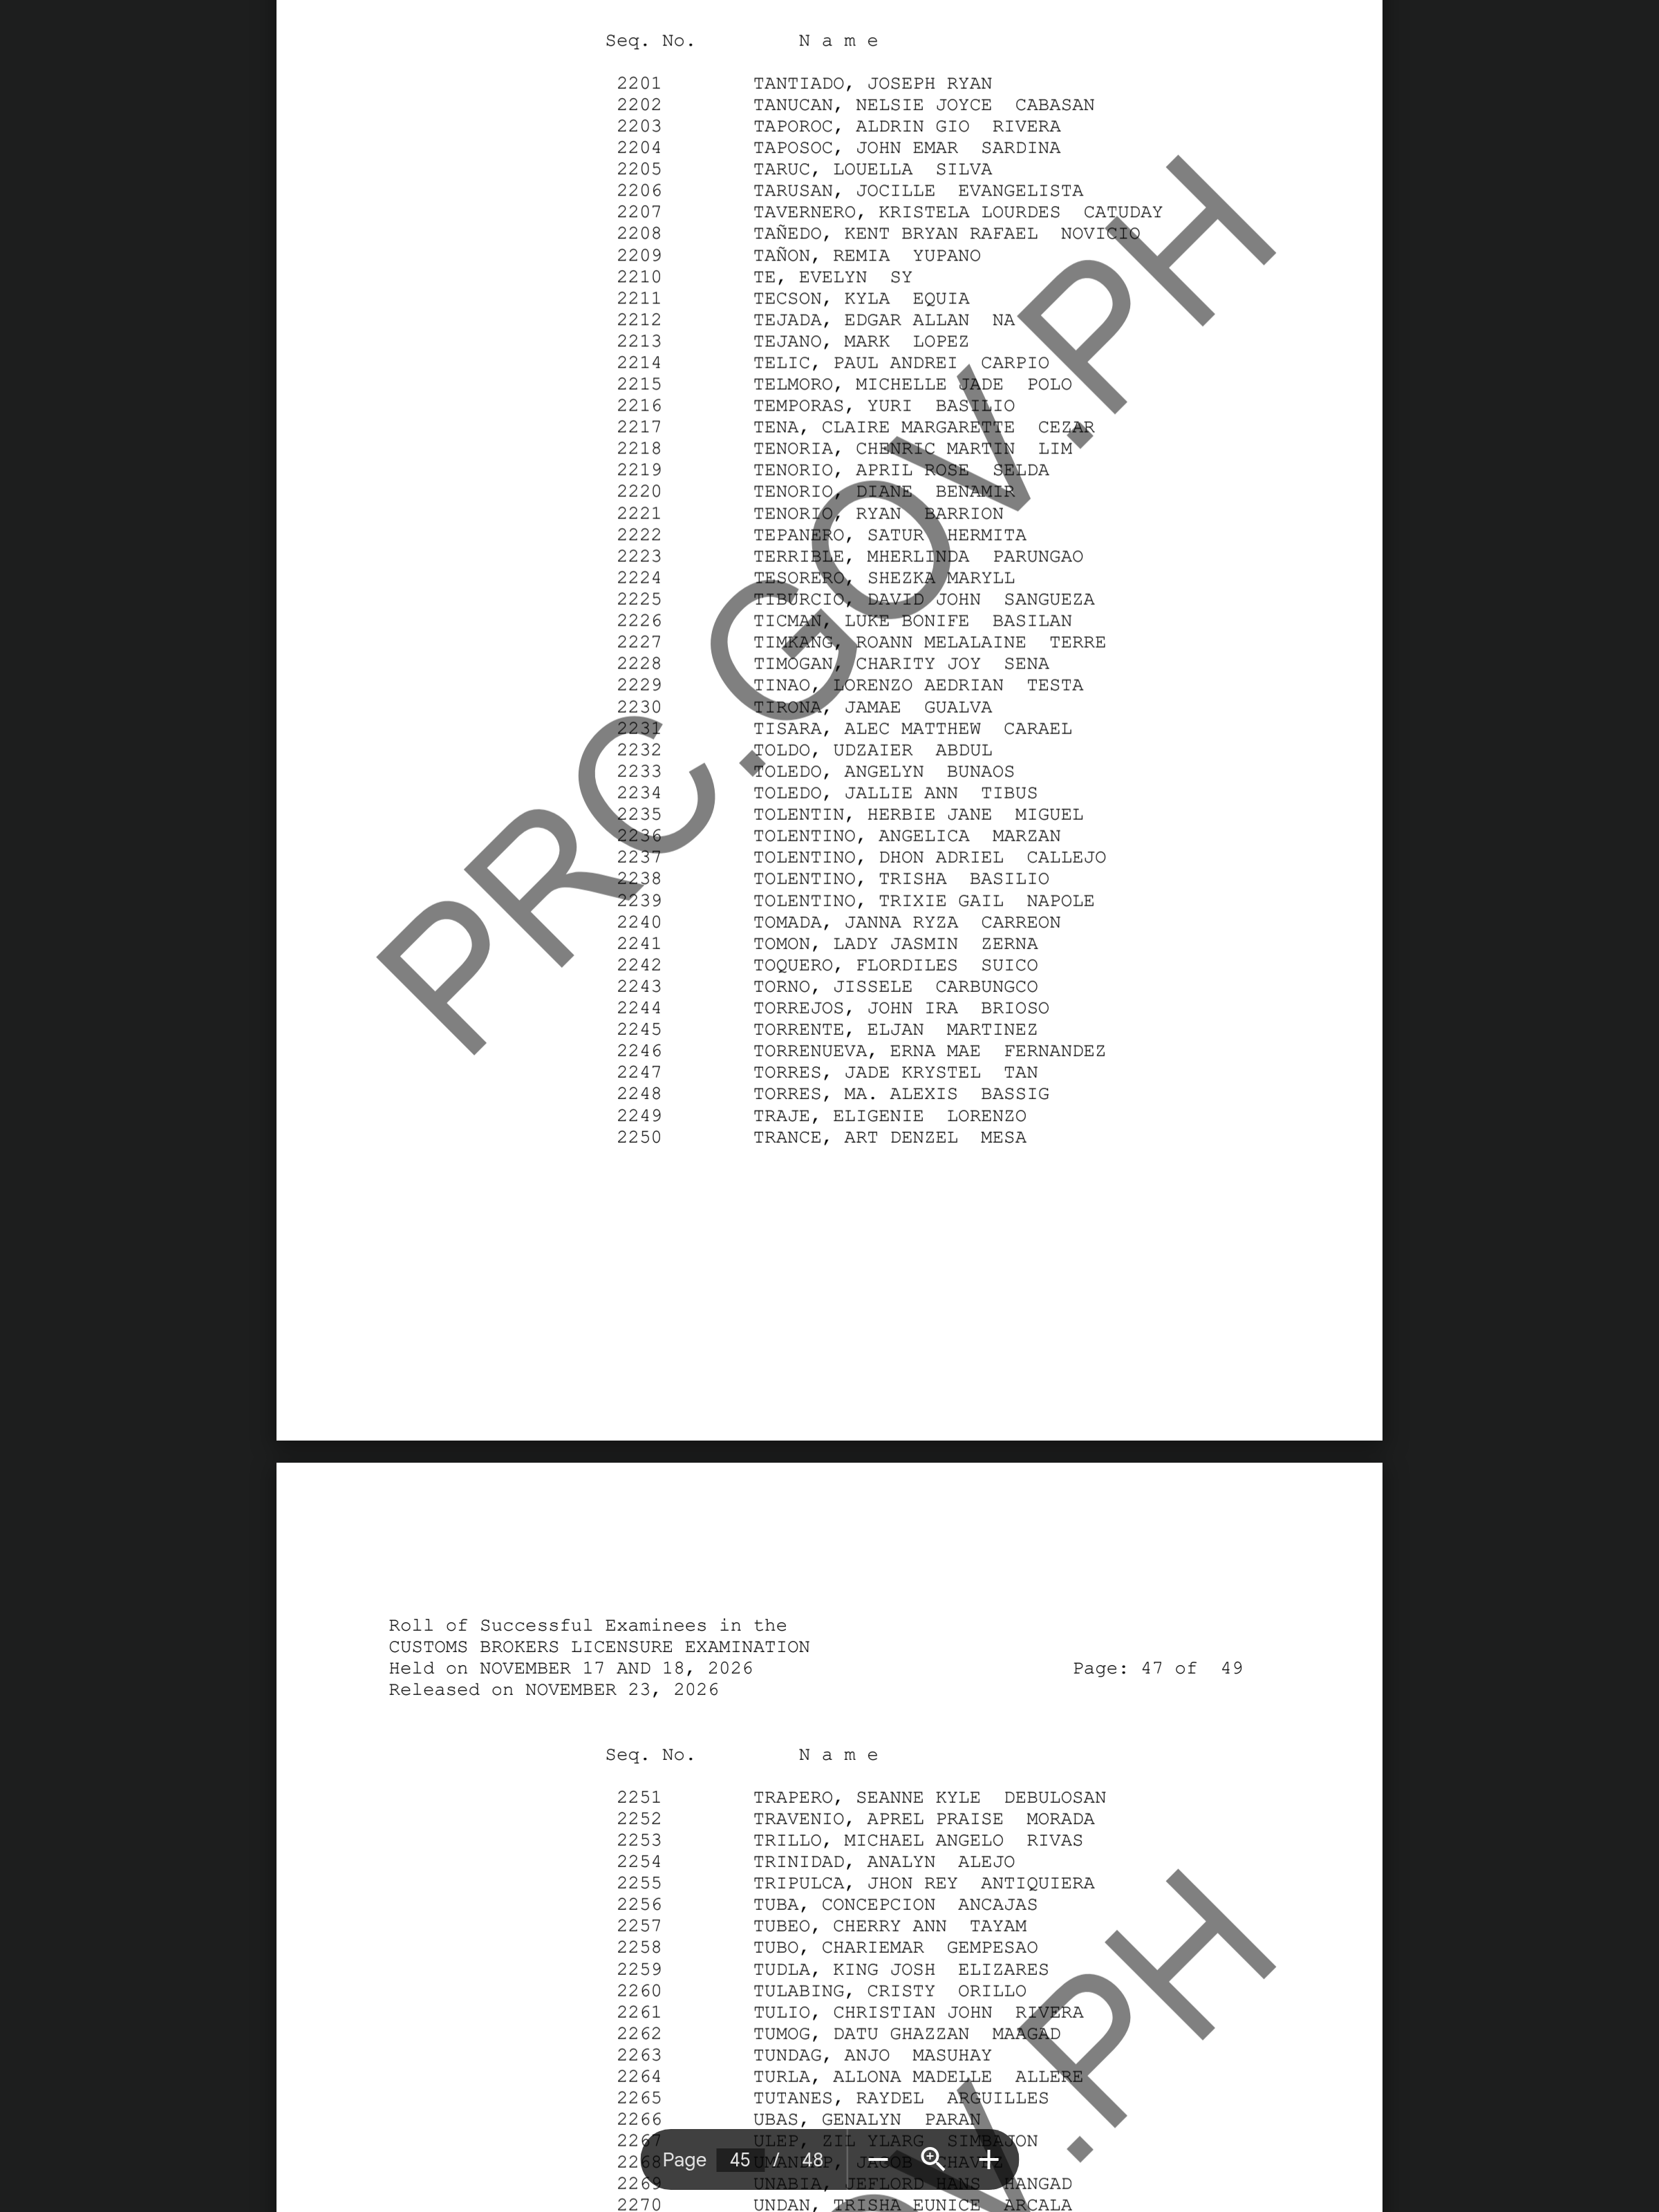 Seq. No. N a m e
2201 TANTIADO, JOSEPH RYAN
2202 TANUCAN, NELSIE JOYCE CABASAN
2203 TAPOROC, ALDRIN GIO RIVERA
2204 TAPOSOC, JOHN EMAR SARDINA
2205 TARUC, LOUELLA SILVA
2206 TARUSAN, JOCILLE EVANGELISTA
2207 TAVERNERO, KRISTELA LOURDES CATUDAY
2208 TAÑEDO, KENT BRYAN RAFAEL NOVICIO
2209 TAÑON, REMIA YUPANO
2210 TE, EVELYN SY
2211 TECSON, KYLA EQUIA
2212 TEJADA, EDGAR ALLAN NA
2213 TEJANO, MARK LOPEZ
2214 TELIC, PAUL ANDREI CARPIO
2215 TELMORO, MICHELLE JADE POLO
2216 TEMPORAS, YURI BASILIO
2217 TENA, CLAIRE MARGARETTE CEZAR
2218 TENORIA, CHENRIC MARTIN LIM
2219 TENORIO, APRIL ROSE SELDA
2220 TENORIO, DIANE BENAMIR
2221 TENORIO, RYAN BARRION
2222 TEPANERO, SATUR HERMITA
2223 TERRIBLE, MHERLINDA PARUNGAO
2224 TESORERO, SHEZKA MARYLL
2225 TIBURCIO, DAVID JOHN SANGUEZA
2226 TICMAN, LUKE BONIFE BASILAN
2227 TIMKANG, ROANN MELALAINE TERRE
2228 TIMOGAN, CHARITY JOY SENA
2229 TINAO, LORENZO AEDRIAN TESTA
2230 TIRONA, JAMAE GUALVA
2231 TISARA, ALEC MATTHEW CARAEL
2232 TOLDO, UDZAIER ABDUL
2233 TOLEDO, ANGELYN BUNAOS
2234 TOLEDO, JALLIE ANN TIBUS
2235 TOLENTIN, HERBIE JANE MIGUEL
2236 TOLENTINO, ANGELICA MARZAN
2237 TOLENTINO, DHON ADRIEL CALLEJO
2238 TOLENTINO, TRISHA BASILIO
2239 TOLENTINO, TRIXIE GAIL NAPOLE
2240 TOMADA, JANNA RYZA CARREON
2241 TOMON, LADY JASMIN ZERNA
2242 TOQUERO, FLORDILES SUICO
2243 TORNO, JISSELE CARBUNGCO
2244 TORREJOS, JOHN IRA BRIOSO
2245 TORRENTE, ELJAN MARTINEZ
2246 TORRENUEVA, ERNA MAE FERNANDEZ
2247 TORRES, JADE KRYSTEL TAN
2248 TORRES, MA. ALEXIS BASSIG
2249 TRAJE, ELIGENIE LORENZO
2250 TRANCE, ART DENZEL MESA
PRC.GOV.PH
Roll of Successful Examinees in the
CUSTOMS BROKERS LICENSURE EXAMINATION
Held on NOVEMBER 17 AND 18, 2026 Page: 47 of 49
Released on NOVEMBER 23, 2026
Seq. No. N a m e
2251 TRAPERO, SEANNE KYLE DEBULOSAN
2252 TRAVENIO, APREL PRAISE MORADA
2253 TRILLO, MICHAEL ANGELO RIVAS
2254 TRINIDAD, ANALYN ALEJO
2255 TRIPULCA, JHON REY ANTIQUIERA
2256 TUBA, CONCEPCION ANCAJAS
2257 TUBEO, CHERRY ANN TAYAM
2258 TUBO, CHARIEMAR GEMPESAO
2259 TUDLA, KING JOSH ELIZARES
2260 TULABING, CRISTY ORILLO
2261 TULIO, CHRISTIAN JOHN RIVERA
2262 TUMOG, DATU GHAZZAN MAAGAD
2263 TUNDAG, ANJO MASUHAY
2264 TURLA, ALLONA MADELLE ALLERE
2265 TUTANES, RAYDEL ARGUILLES
2266 UBAS, GENALYN PARAN
2267 ULEP, ZIL YLARG SIMBAJON
2268
2269 UNABIA, JEFLORD HANS HANGAD
2270 UNDAN, TRISHA EUNICE ARCALA
.PH
Page 45 / 48